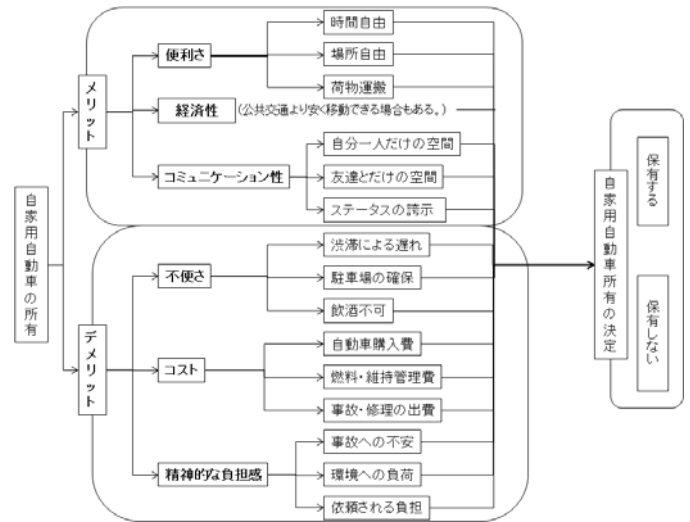 自家用自動車の所有
メリット
便利さ
時間自由
場所自由
荷物運搬
経済性
(公共交通より安く移動できる場合もある。)
コミュニケーション性
自分一人だけの空間
友達とだけの空間
ステータスの誇示
デメリット
不便さ
渋滞による遅れ
駐車場の確保
飲酒不可
コスト
自動車購入費
燃料・維持管理費
事故・修理の出費
精神的な負担感
事故への不安
環境への負荷
依頼される負担
自家用自動車所有の決定
保有する
保有しない